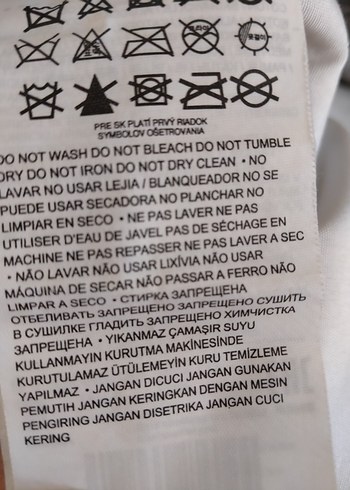 PRE SK PLATÍ PRVÝ RIADOK
SYMBOLOV OŠETROVANIA
DO NOT WASH DO NOT BLEACH DO NOT TUMBLE
DRY DO NOT IRON DO NOT DRY CLEAN • NO
LAVAR NO USAR LEJIA / BLANQUEADOR NO SE
PUEDE USAR SECADORA NO PLANCHAR NO
LIMPIAR EN SECO • NE PAS LAVER NE PAS
UTILISER D'EAU DE JAVEL PAS DE SÉCHAGE EN
MACHINE NE PAS REPASSER NE PAS LAVER A SEC
• NÃO LAVAR NÃO USAR LIXÍVIA NÃO USAR
MÁQUINA DE SECAR NÃO PASSAR A FERRO NÃO
LIMPAR A SECO • СТИРКА ЗАПРЕЩЕНА
ОТБЕЛИВАТЬ ЗАПРЕЩЕНО ЗАПРЕЩЕНО СУШИТЬ
В СУШИЛКЕ ГЛАДИТЬ ЗАПРЕЩЕНО ХИМЧИСТКА
ЗАПРЕЩЕНА • YIKANMAZ ÇAMAŞIR SUYU
KULLANMAYIN KURUTMA MAKİNESİNDE
KURUTULAMAZ ÜTÜLEMEYİN KURU TEMİZLEME
YAPILMAZ • JANGAN DICUCI JANGAN GUNAKAN
PEMUTIH JANGAN KERINGKAN DENGAN MESIN
PENGIRING JANGAN DISETRIKA JANGAN CUCI
KERING